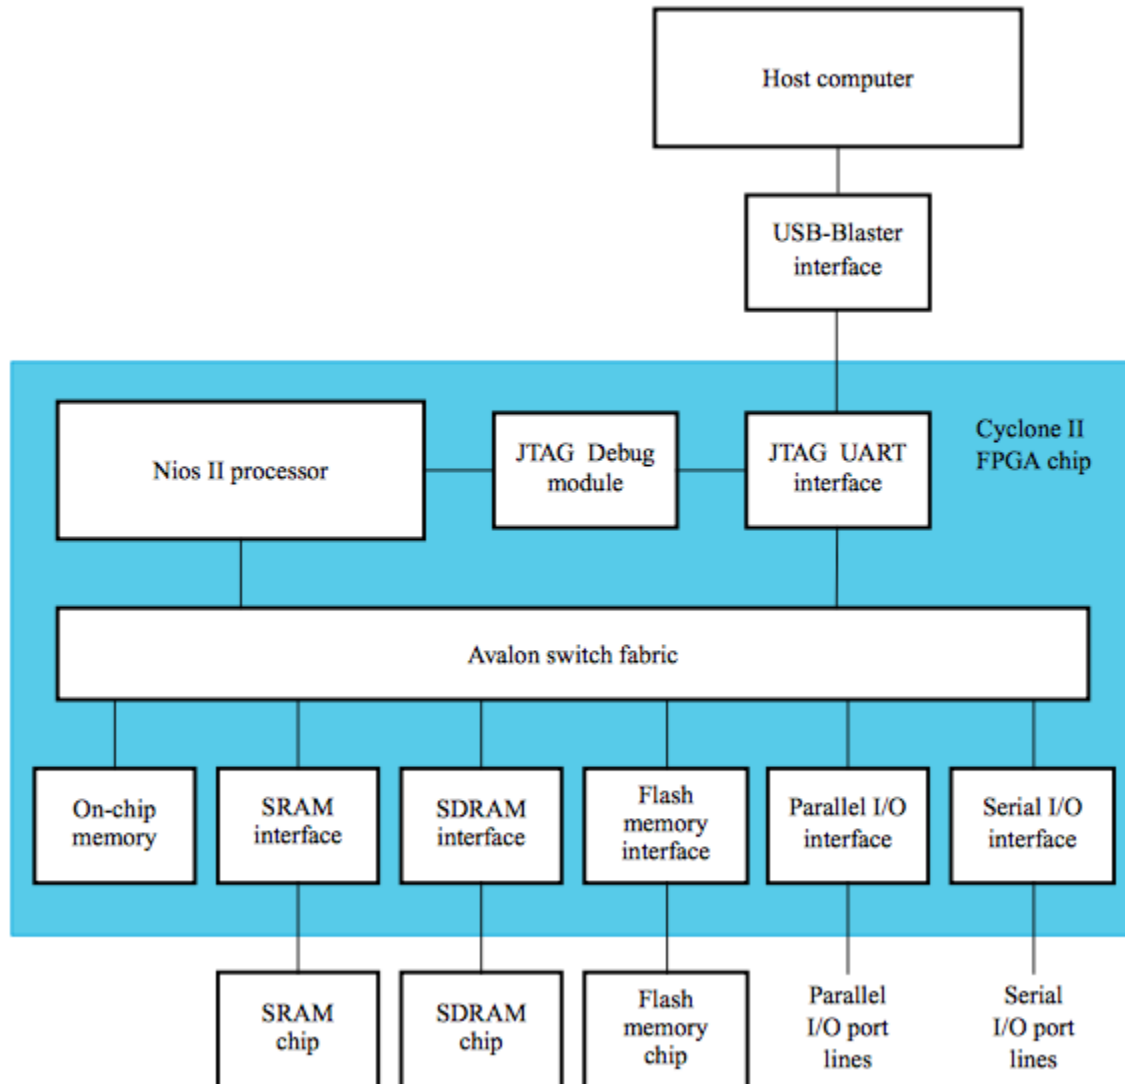 Host computer
USB-Blaster
interface
Cyclone II
FPGA chip
Nios II processor
JTAG Debug
module
JTAG UART
interface
Avalon switch fabric
On-chip
memory
SRAM
interface
SDRAM
interface
Flash
memory
interface
Parallel I/O
interface
Serial I/O
interface
SRAM
chip
SDRAM
chip
Flash
memory
chip
Parallel
I/O port
lines
Serial
I/O port
lines